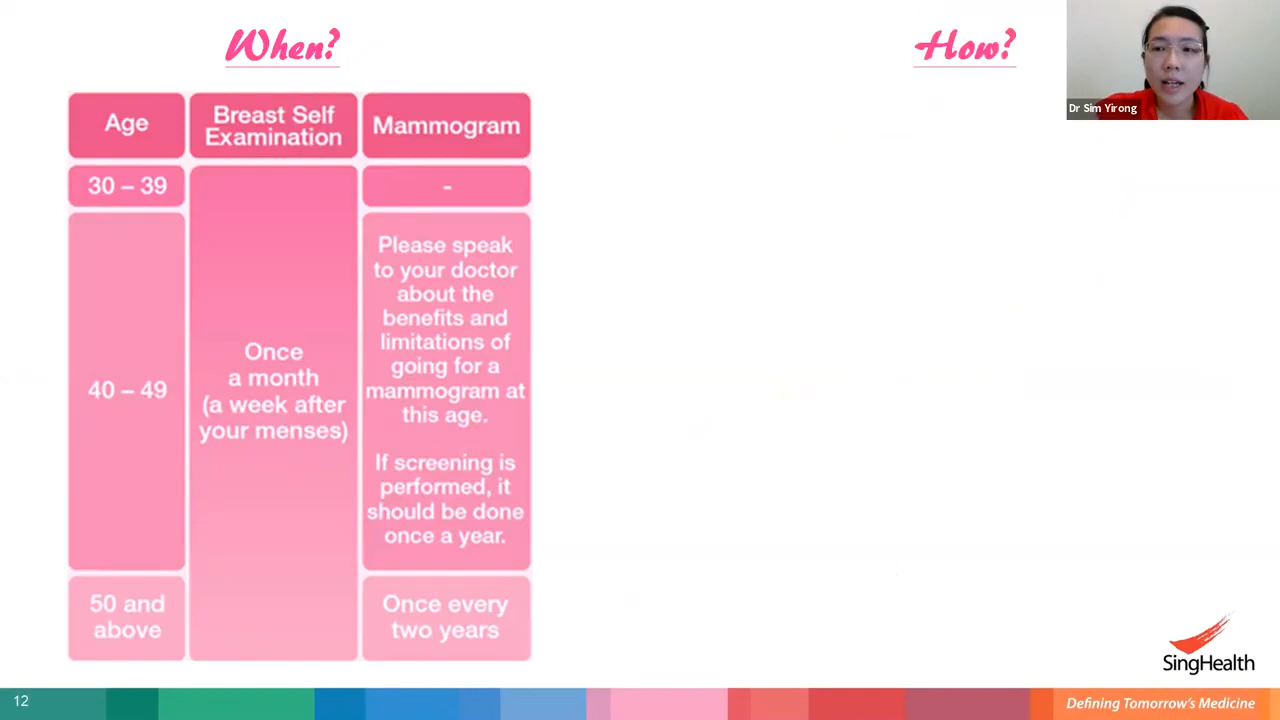 When?
How?
Dr Sim Yirong
Age
Breast Self
Examination
Mammogram
30 – 39
-
40 – 49
Once
a month
(a week after
your menses)
Please speak
to your doctor
about the
benefits and
limitations of
going for a
mammogram at
this age.
If screening is
performed, it
should be done
once a year.
50 and
above
Once every
two years
SingHealth
12
Defining Tomorrow's Medicine